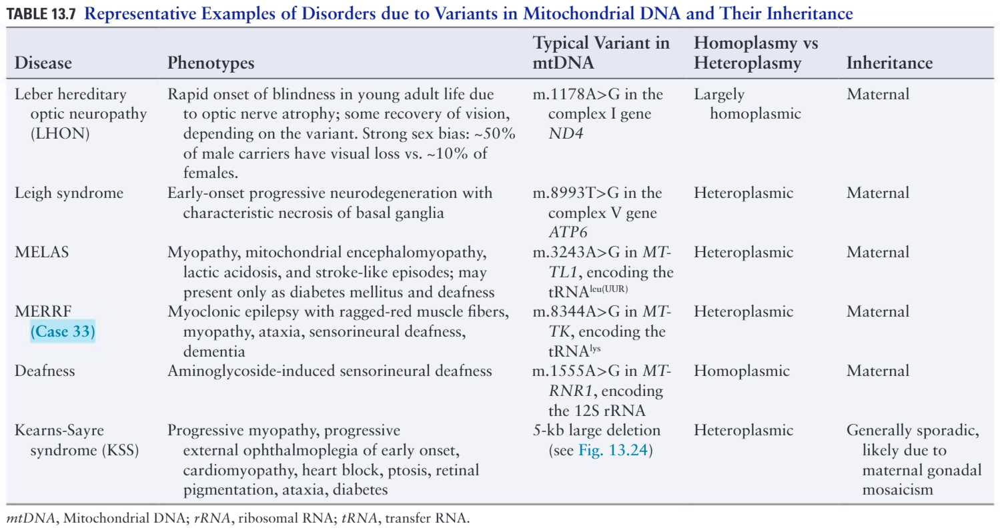 TABLE 13.7 Representative Examples of Disorders due to Variants in Mitochondrial DNA and Their Inheritance
Disease Phenotypes Typical Variant in mtDNA Homoplasmy vs Heteroplasmy Inheritance
Leber hereditary optic neuropathy (LHON)
Rapid onset of blindness in young adult life due
to optic nerve atrophy; some recovery of vision,
depending on the variant. Strong sex bias: ~50%
of male carriers have visual loss vs. ~10% of
females.
m.1178A>G in the
complex I gene
ND4
Largely
homoplasmic
Maternal
Leigh syndrome
Early-onset progressive neurodegeneration with
characteristic necrosis of basal ganglia
m.8993T>G in the
complex V gene
ATP6
Heteroplasmic
Maternal
MELAS
Myopathy, mitochondrial encephalomyopathy,
lactic acidosis, and stroke-like episodes; may
present only as diabetes mellitus and deafness
m.3243A>G in MT-
TL1, encoding the
tRNAleu(UUR)
Heteroplasmic
Maternal
MERRF
(Case 33)
Myoclonic epilepsy with ragged-red muscle fibers,
myopathy, ataxia, sensorineural deafness,
dementia
m.8344A>G in MT-
TK, encoding the
tRNAlys
Heteroplasmic
Maternal
Deafness
Aminoglycoside-induced sensorineural deafness
m.1555A>G in MT-
RNR1, encoding
the 12S rRNA
Homoplasmic
Maternal
Kearns-Sayre
syndrome (KSS)
Progressive myopathy, progressive
external ophthalmoplegia of early onset,
cardiomyopathy, heart block, ptosis, retinal
pigmentation, ataxia, diabetes
5-kb large deletion
(see Fig. 13.24)
Heteroplasmic
Generally sporadic,
likely due to
maternal gonadal
mosaicism
mtDNA, Mitochondrial DNA; rRNA, ribosomal RNA; tRNA, transfer RNA.